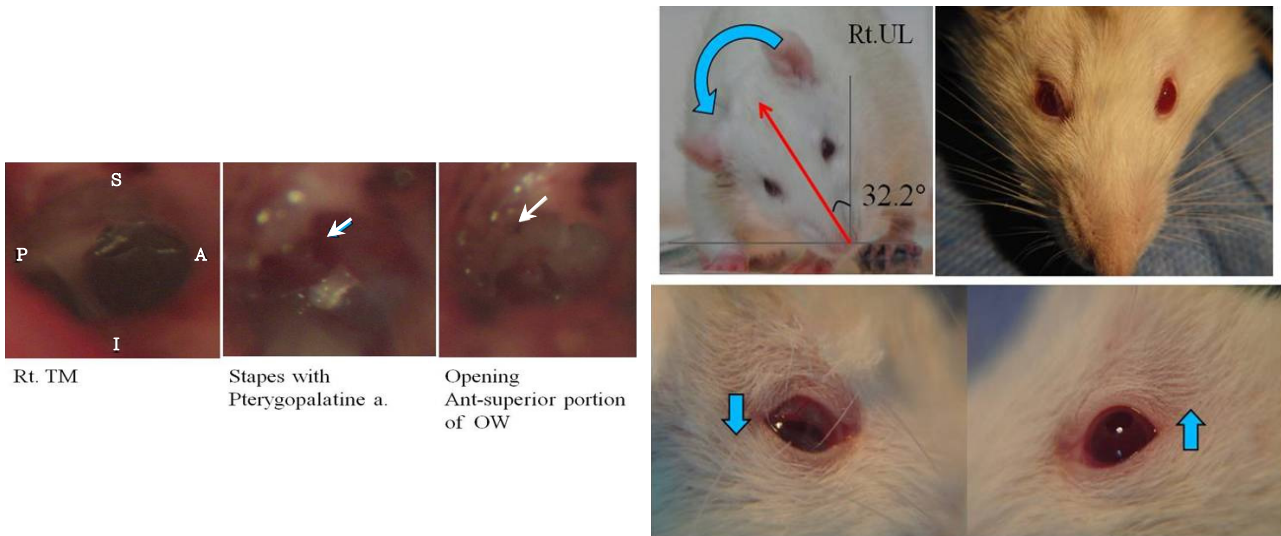 S
P
A
I
Rt. TM
Stapes with
Pterygopalatine a.
Opening
Ant-superior portion
of OW
Rt.UL
32.2°